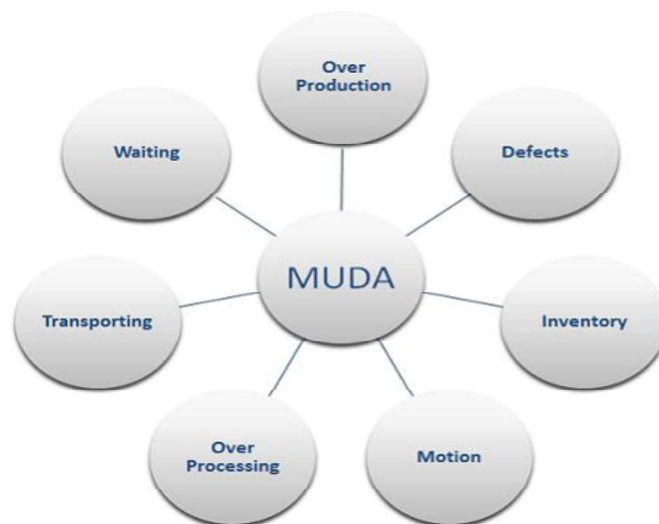 Over
Production
Waiting
Defects
MUDA
Transporting
Inventory
Over
Processing
Motion